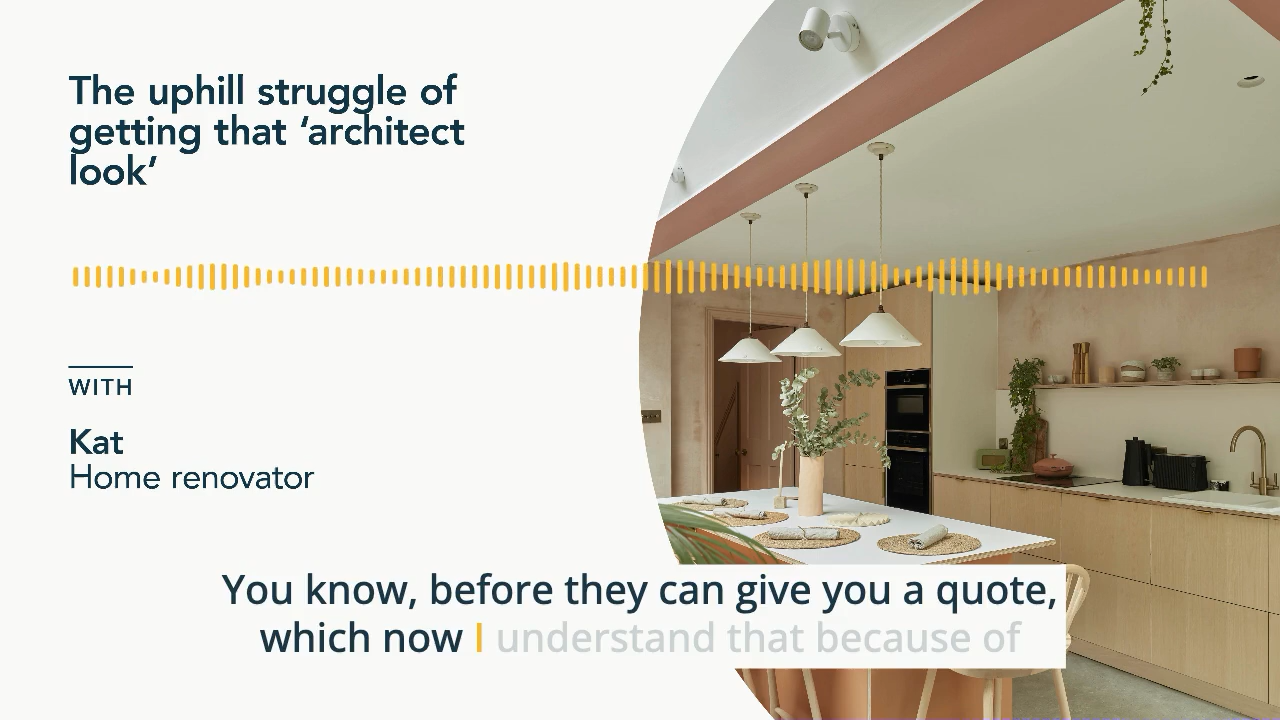 The uphill struggle of
getting that ‘architect
look‘
WITH
Kat
Home renovator
You know, before they can give you a quote,
which now I understand that because of